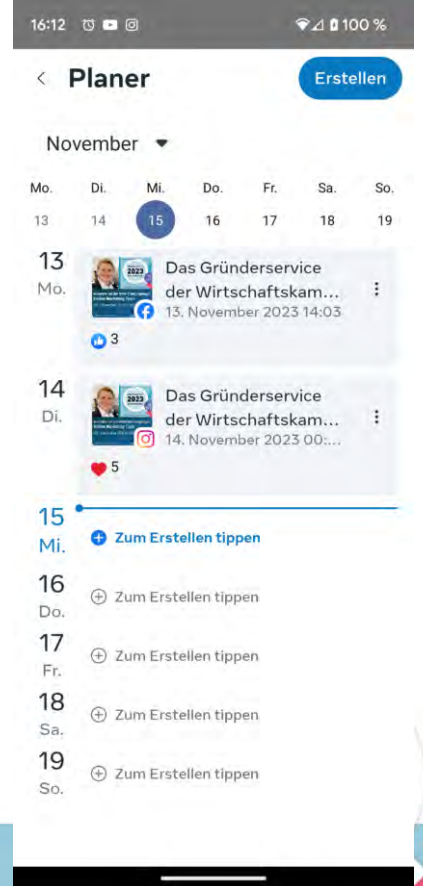 16:12 100 %
Planer
Erstellen
November
Mo. Di. Mi. Do. Fr. Sa. So.
13 14 15 16 17 18 19
13
Mo.
2023
Das Gründerservice
der Wirtschaftskam...
13. November 2023 14:03
3
14
Di.
2023
Das Gründerservice
der Wirtschaftskam...
14. November 2023 00:...
5
15
Mi.
Zum Erstellen tippen
16
Do.
Zum Erstellen tippen
17
Fr.
Zum Erstellen tippen
18
Sa.
Zum Erstellen tippen
19
So.
Zum Erstellen tippen